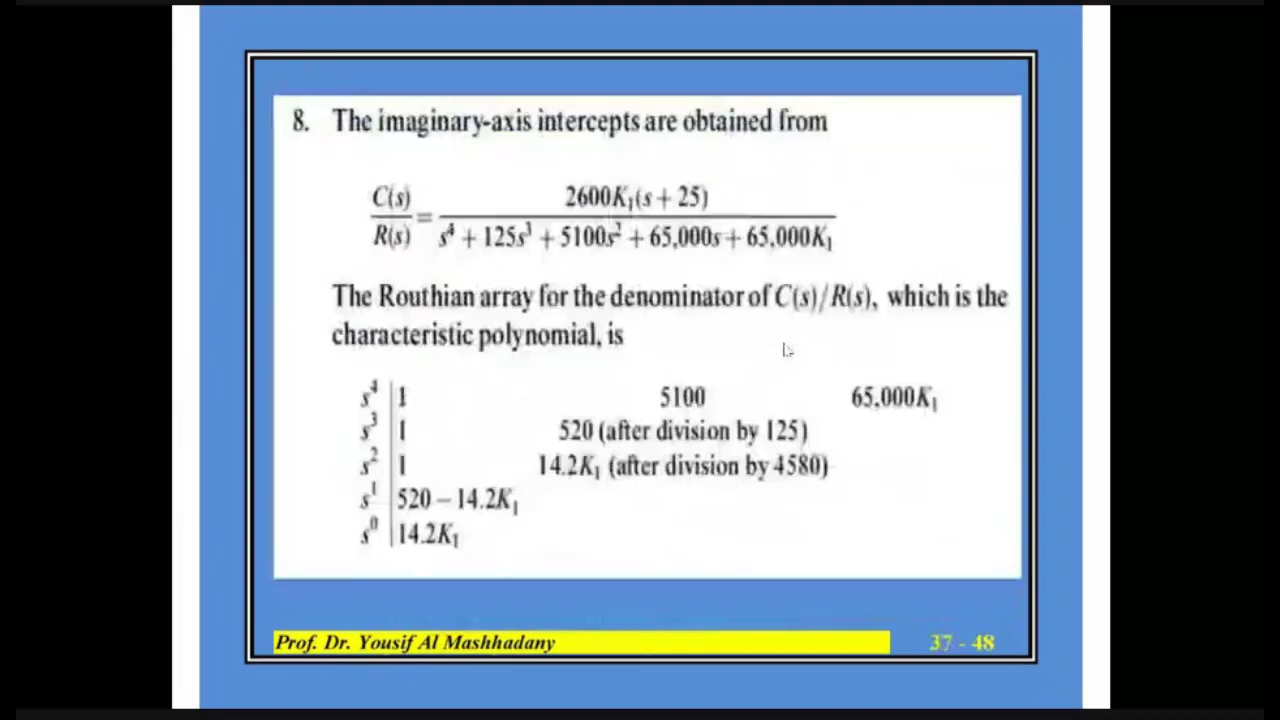 8. The imaginary-axis intercepts are obtained from
C(s)/R(s) = 2600K₁(s + 25) / s⁴ + 125s³ + 5100s² + 65,000s + 65,000K₁
The Routhian array for the denominator of C(s)/R(s), which is the
characteristic polynomial, is
s⁴ | 1 5100 65,000K₁
s³ | 1 520 (after division by 125)
s² | 1 14.2K₁ (after division by 4580)
s¹ | 520 – 14.2K₁
s⁰ | 14.2K₁
Prof. Dr. Yousif Al Mashhadany 37 - 48